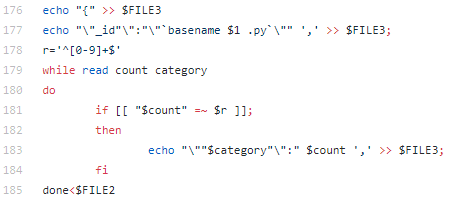 176 echo "{" >> $FILE3
177 echo "\"_id"\":"\"`basename $1 .py`\"" ',' >> $FILE3;
178 r='^[0-9]+$'
179 while read count category
180 do
181 if [[ "$count" =~ $r ]];
182 then
183 echo "\""$category"\":" $count ',' >> $FILE3;
184 fi
185 done<$FILE2